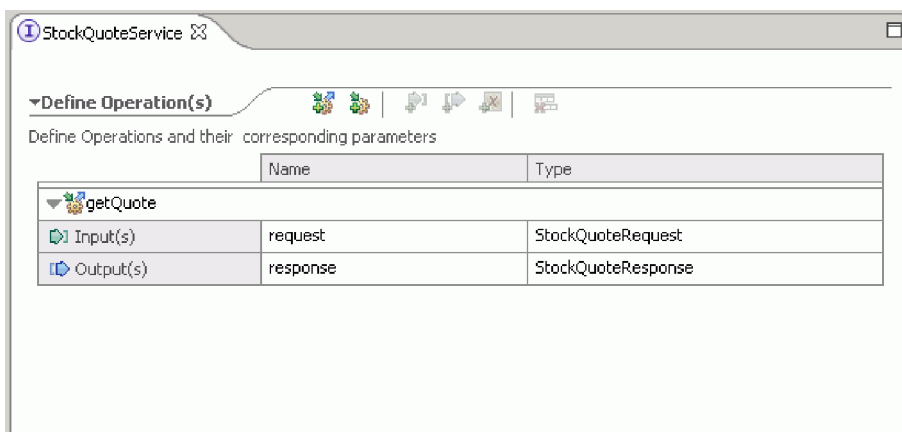 StockQuoteService
Define Operation(s)
Define Operations and their corresponding parameters
Name Type
getQuote
Input(s) request StockQuoteRequest
Output(s) response StockQuoteResponse